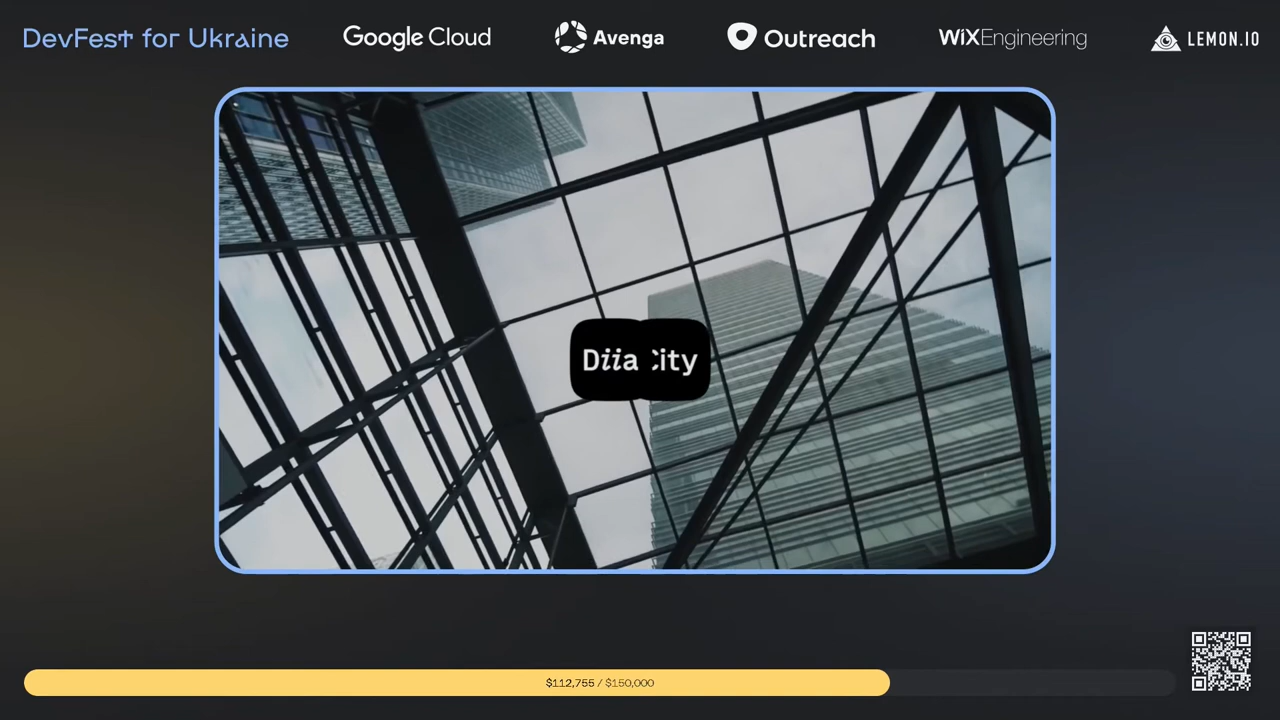 DevFest for Ukraine
Google Cloud
Avenga
Outreach
WiXEngineering
LEMON.IO
Diia City
$112,755 / $150,000